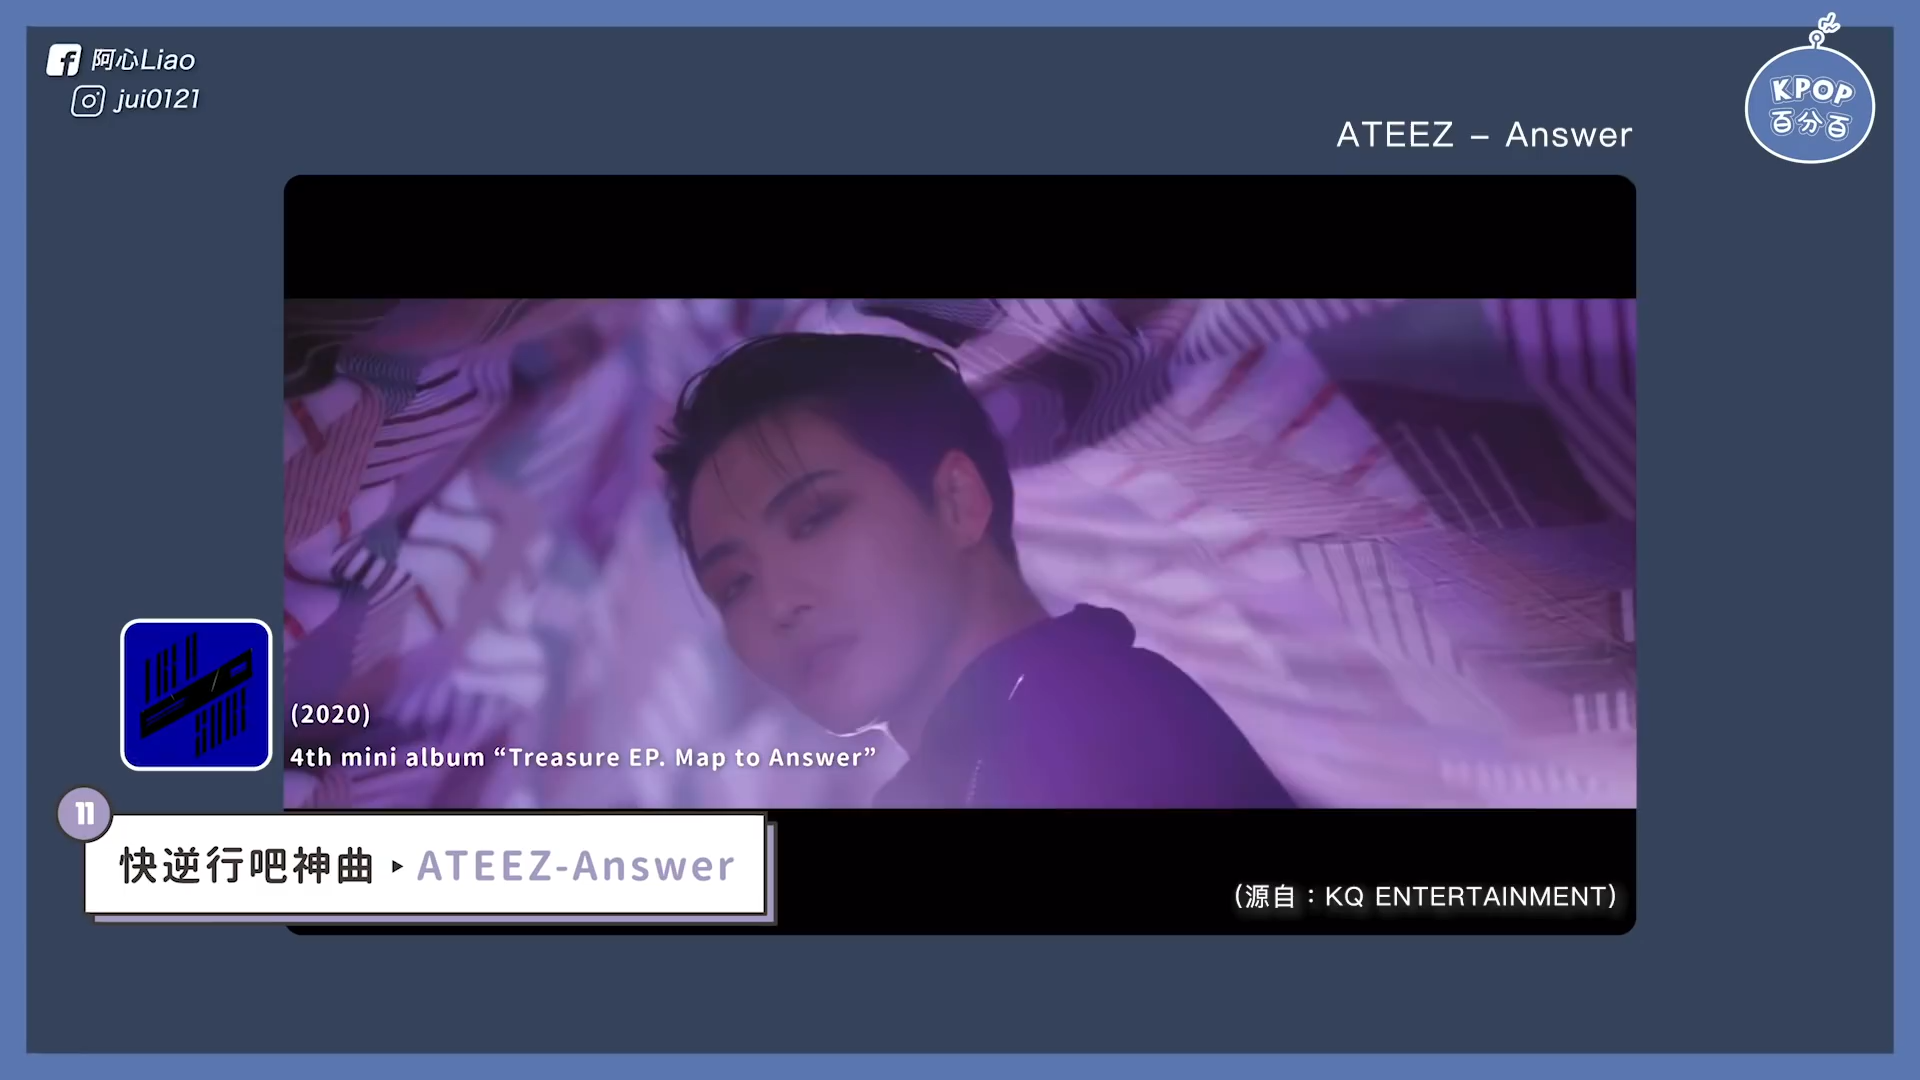 阿心Liao
jui0121
KPOP
百分百
ATEEZ – Answer
(2020)
4th mini album “Treasure EP. Map to Answer”
11
快逆行吧神曲 ▸ ATEEZ-Answer
(源自：KQ ENTERTAINMENT)